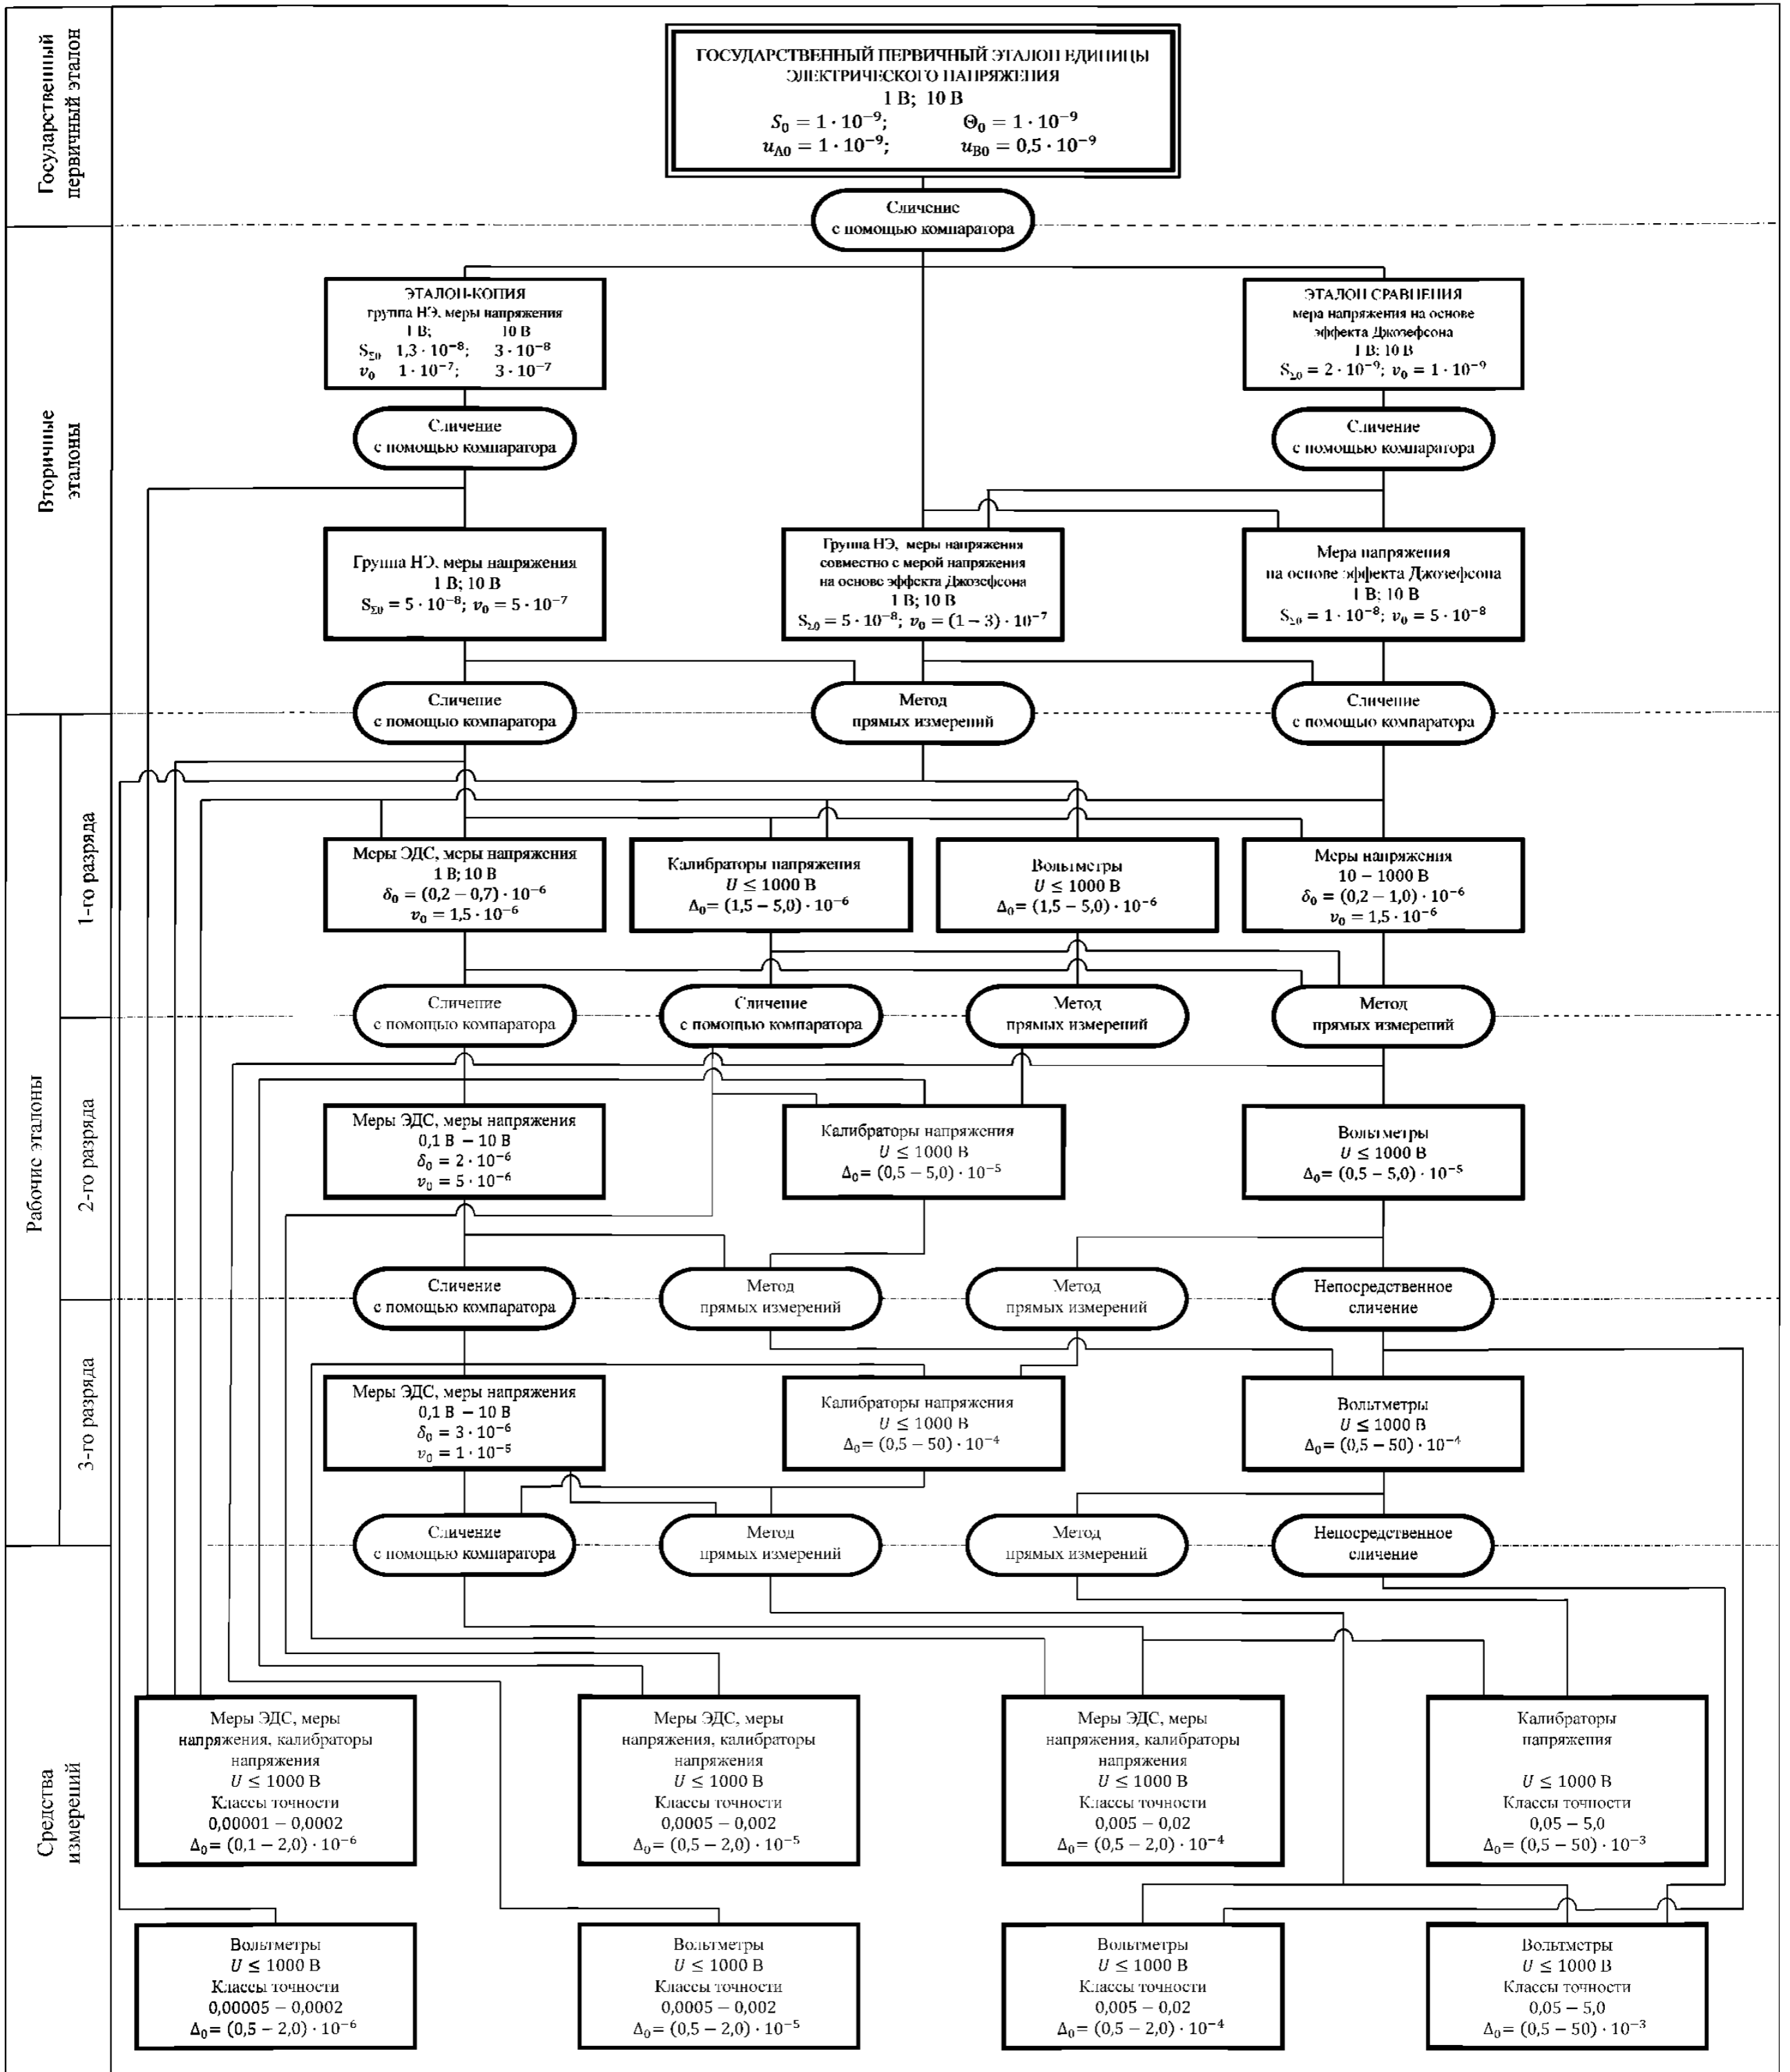 Государственный
первичный эталон
ГОСУДАРСТВЕННЫЙ ПЕРВИЧНЫЙ ЭТАЛОН ЕДИНИЦЫ
ЭЛЕКТРИЧЕСКОГО НАПРЯЖЕНИЯ
1 В; 10 В
S₀ = 1 · 10⁻⁹; Θ₀ = 1 · 10⁻⁹
u_A0 = 1 · 10⁻⁹; u_B0 = 0,5 · 10⁻⁹
Сличение
с помощью компаратора
Вторичные
эталоны
ЭТАЛОН-КОПИЯ
группа НЭ, меры напряжения
1 В; 10 В
S_Σ0 1,3 · 10⁻⁸; 3 · 10⁻⁸
v₀ 1 · 10⁻⁷; 3 · 10⁻⁷
ЭТАЛОН СРАВНЕНИЯ
мера напряжения на основе
эффекта Джозефсона
1 В; 10 В
S_Σ0 = 2 · 10⁻⁹; v₀ = 1 · 10⁻⁹
Сличение
с помощью компаратора
Сличение
с помощью компаратора
Группа НЭ, меры напряжения
1 В; 10 В
S_Σ0 = 5 · 10⁻⁸; v₀ = 5 · 10⁻⁷
Группа НЭ, меры напряжения
совместно с мерой напряжения
на основе эффекта Джозефсона
1 В; 10 В
S_Σ0 = 5 · 10⁻⁸; v₀ = (1 − 3) · 10⁻⁷
Мера напряжения
на основе эффекта Джозефсона
1 В; 10 В
S_Σ0 = 1 · 10⁻⁸; v₀ = 5 · 10⁻⁸
Сличение
с помощью компаратора
Метод
прямых измерений
Сличение
с помощью компаратора
Рабочие эталоны
1-го разряда
Меры ЭДС, меры напряжения
1 В; 10 В
δ₀ = (0,2 − 0,7) · 10⁻⁶
v₀ = 1,5 · 10⁻⁶
Калибраторы напряжения
U ≤ 1000 В
Δ₀ = (1,5 − 5,0) · 10⁻⁶
Вольтметры
U ≤ 1000 В
Δ₀ = (1,5 − 5,0) · 10⁻⁶
Меры напряжения
10 − 1000 В
δ₀ = (0,2 − 1,0) · 10⁻⁶
v₀ = 1,5 · 10⁻⁶
Сличение
с помощью компаратора
Сличение
с помощью компаратора
Метод
прямых измерений
Метод
прямых измерений
2-го разряда
Меры ЭДС, меры напряжения
0,1 В − 10 В
δ₀ = 2 · 10⁻⁶
v₀ = 5 · 10⁻⁶
Калибраторы напряжения
U ≤ 1000 В
Δ₀ = (0,5 − 5,0) · 10⁻⁵
Вольтметры
U ≤ 1000 В
Δ₀ = (0,5 − 5,0) · 10⁻⁵
Сличение
с помощью компаратора
Метод
прямых измерений
Метод
прямых измерений
Непосредственное
сличение
3-го разряда
Меры ЭДС, меры напряжения
0,1 В − 10 В
δ₀ = 3 · 10⁻⁶
v₀ = 1 · 10⁻⁵
Калибраторы напряжения
U ≤ 1000 В
Δ₀ = (0,5 − 50) · 10⁻⁴
Вольтметры
U ≤ 1000 В
Δ₀ = (0,5 − 50) · 10⁻⁴
Сличение
с помощью компаратора
Метод
прямых измерений
Метод
прямых измерений
Непосредственное
сличение
Средства
измерений
Меры ЭДС, меры
напряжения, калибраторы
напряжения
U ≤ 1000 В
Классы точности
0,00001 − 0,0002
Δ₀ = (0,1 − 2,0) · 10⁻⁶
Меры ЭДС, меры
напряжения, калибраторы
напряжения
U ≤ 1000 В
Классы точности
0,0005 − 0,002
Δ₀ = (0,5 − 2,0) · 10⁻⁵
Меры ЭДС, меры
напряжения, калибраторы
напряжения
U ≤ 1000 В
Классы точности
0,005 − 0,02
Δ₀ = (0,5 − 2,0) · 10⁻⁴
Калибраторы
напряжения
U ≤ 1000 В
Классы точности
0,05 − 5,0
Δ₀ = (0,5 − 50) · 10⁻³
Вольтметры
U ≤ 1000 В
Классы точности
0,00005 − 0,0002
Δ₀ = (0,5 − 2,0) · 10⁻⁶
Вольтметры
U ≤ 1000 В
Классы точности
0,0005 − 0,002
Δ₀ = (0,5 − 2,0) · 10⁻⁵
Вольтметры
U ≤ 1000 В
Классы точности
0,005 − 0,02
Δ₀ = (0,5 − 2,0) · 10⁻⁴
Вольтметры
U ≤ 1000 В
Классы точности
0,05 − 5,0
Δ₀ = (0,5 − 50) · 10⁻³